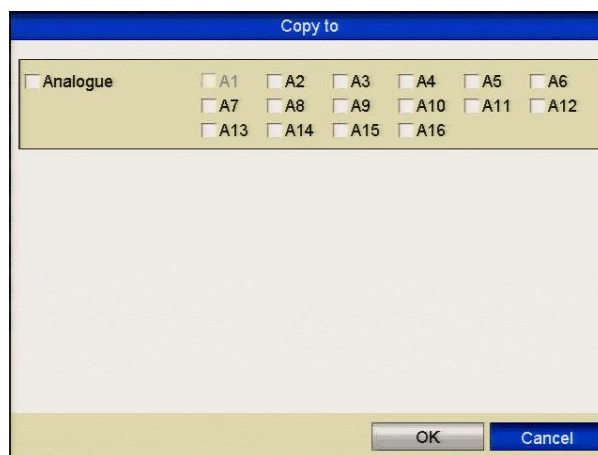 Copy to
Analogue A1 A2 A3 A4 A5 A6
A7 A8 A9 A10 A11 A12
A13 A14 A15 A16
OK Cancel